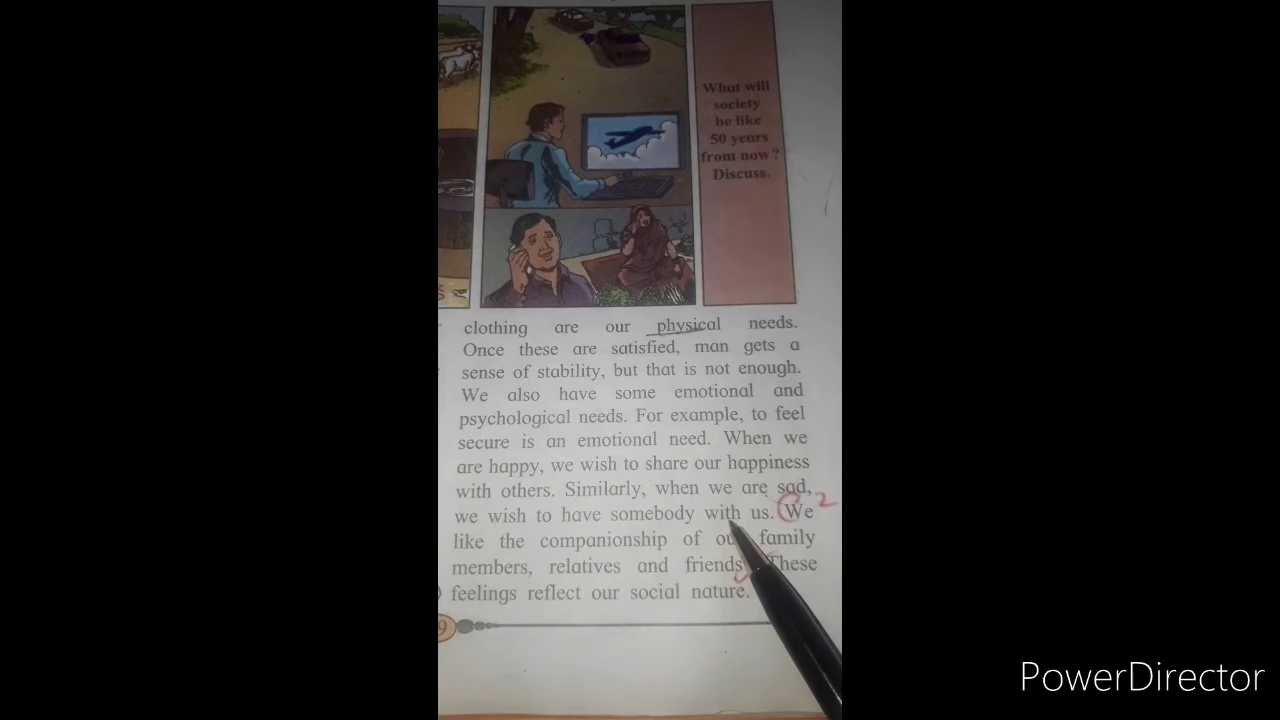 What will
society
be like
50 years
from now ?
Discuss.
clothing are our physical needs.
Once these are satisfied, man gets a
sense of stability, but that is not enough.
We also have some emotional and
psychological needs. For example, to feel
secure is an emotional need. When we
are happy, we wish to share our happiness
with others. Similarly, when we are sad,
we wish to have somebody with us. We 2
like the companionship of our family
members, relatives and friends. These
feelings reflect our social nature.
9
PowerDirector